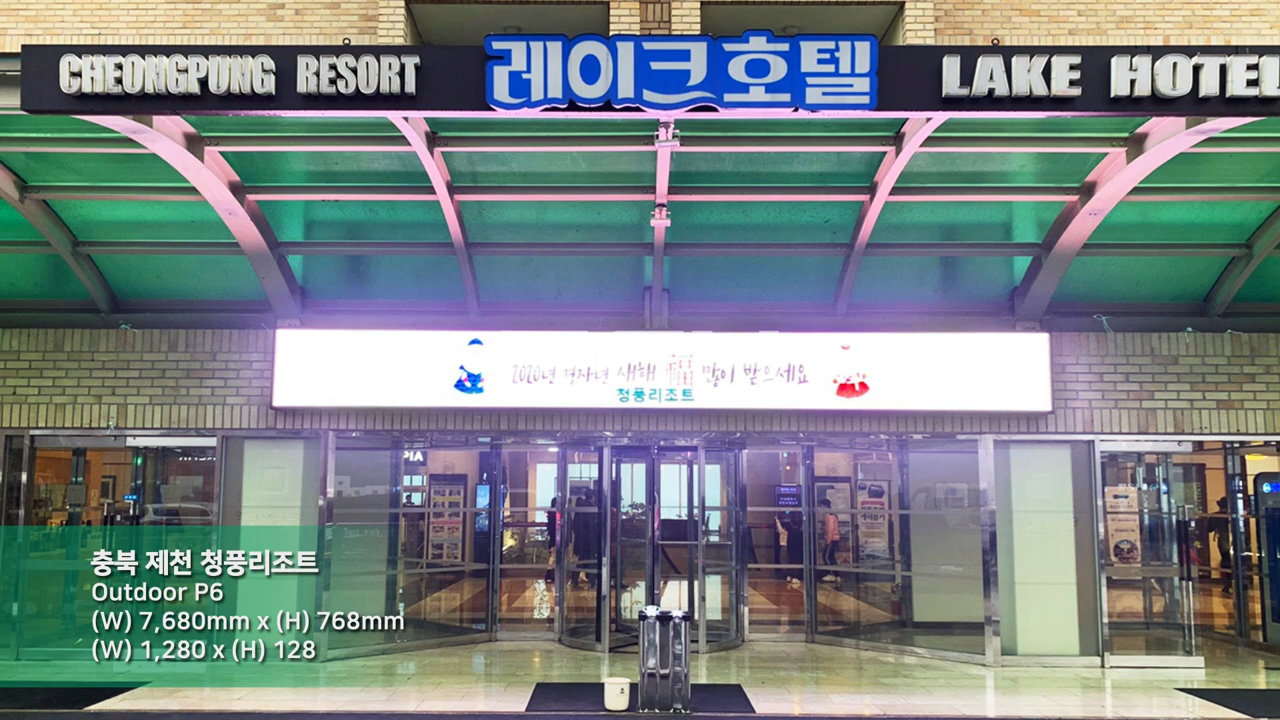 CHEONGPUNG RESORT
레이크호텔
LAKE HOTEL
2020년 경자년 새해 福 많이 받으세요
청풍리조트
PIA
충북 제천 청풍리조트
Outdoor P6
(W) 7,680mm x (H) 768mm
(W) 1,280 x (H) 128